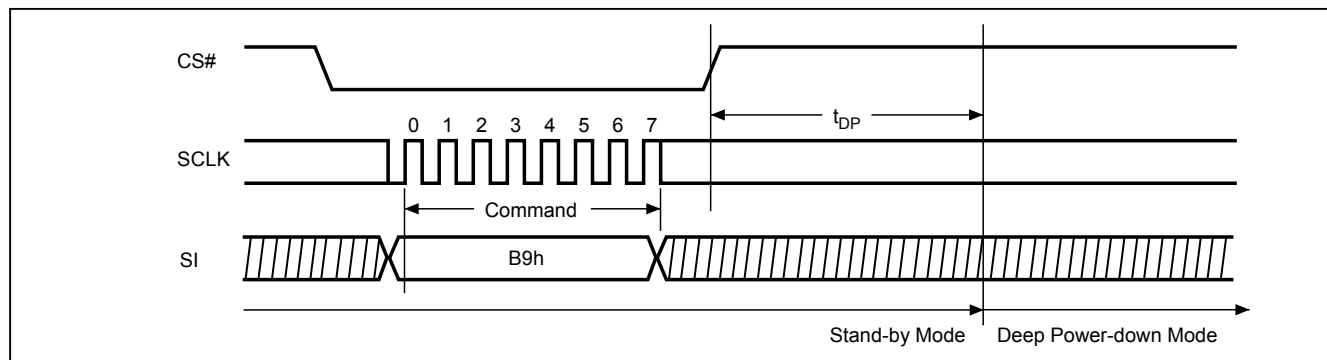 CS#
t_DP
0 1 2 3 4 5 6 7
SCLK
Command
SI
B9h
Stand-by Mode
Deep Power-down Mode